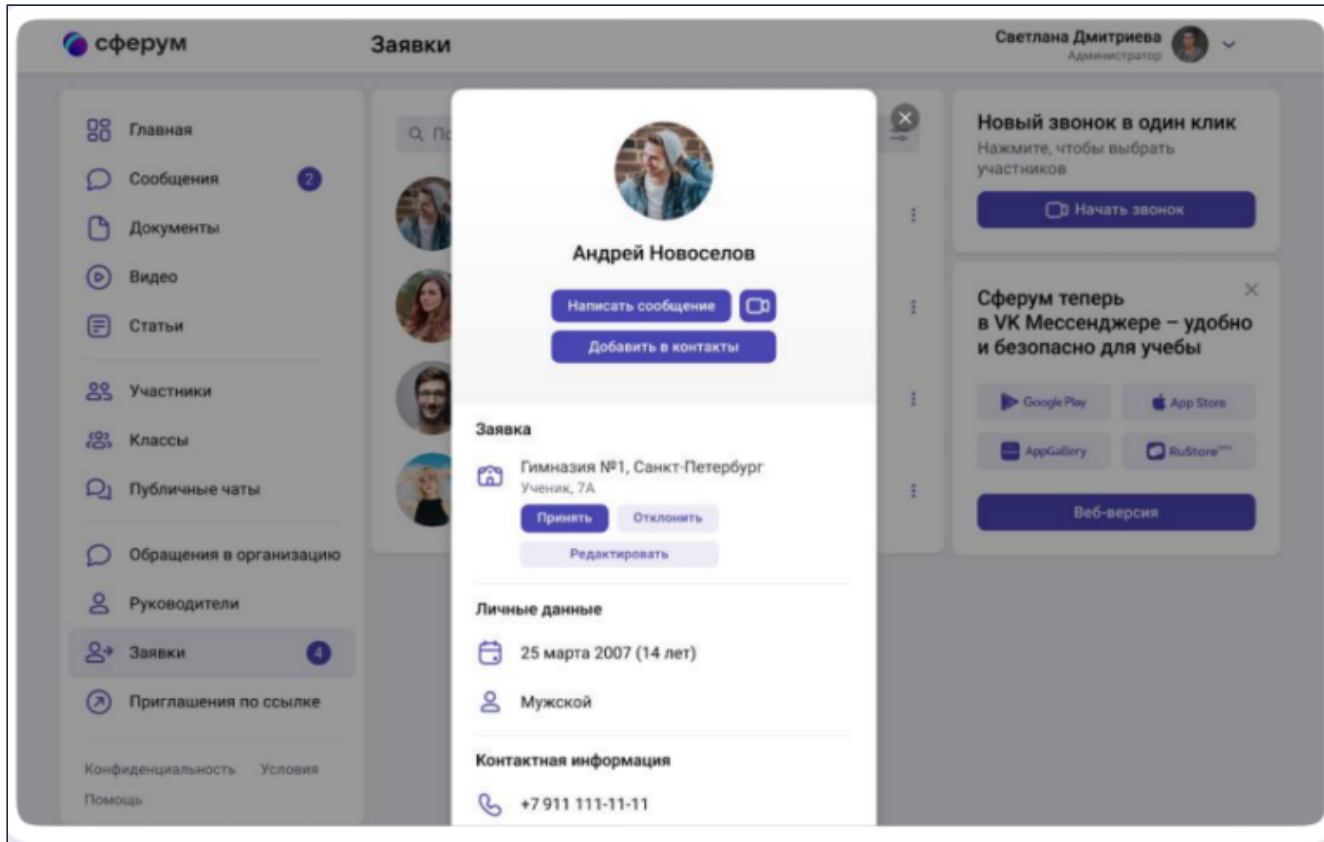 сферум
Заявки
Светлана Дмитриева
Администратор
Главная
Сообщения 2
Документы
Видео
Статьи
Участники
Классы
Публичные чаты
Обращения в организацию
Руководители
Заявки 4
Приглашения по ссылке
Конфиденциальность Условия
Помощь
Андрей Новоселов
Написать сообщение
Добавить в контакты
Заявка
Гимназия №1, Санкт-Петербург
Ученик, 7А
Принять Отклонить
Редактировать
Личные данные
25 марта 2007 (14 лет)
Мужской
Контактная информация
+7 911 111-11-11
Новый звонок в один клик
Нажмите, чтобы выбрать
участников
Начать звонок
Сферум теперь
в VK Мессенджере – удобно
и безопасно для учебы
Google Play App Store
AppGallery RuStore
Веб-версия